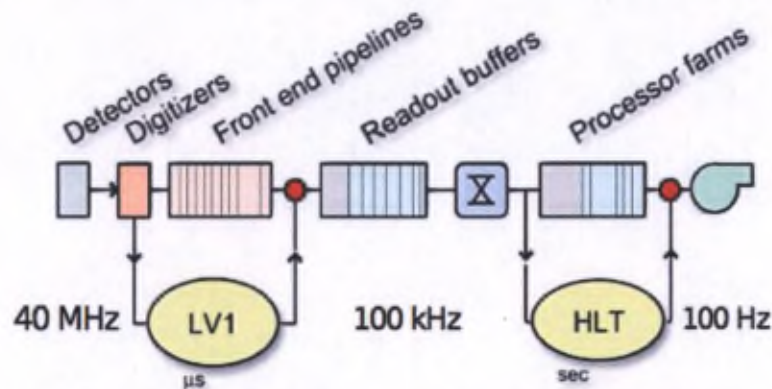 Detectors
Digitizers
Front end pipelines
Readout buffers
Processor farms
40 MHz
LV1
100 kHz
HLT
100 Hz
µs
sec